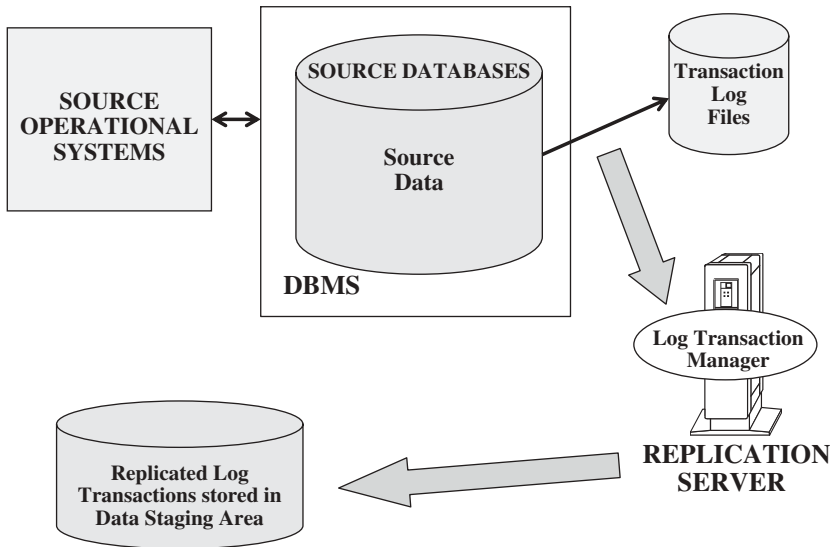 SOURCE
OPERATIONAL
SYSTEMS
SOURCE DATABASES
Source
Data
DBMS
Transaction
Log
Files
Log Transaction
Manager
REPLICATION
SERVER
Replicated Log
Transactions stored in
Data Staging Area